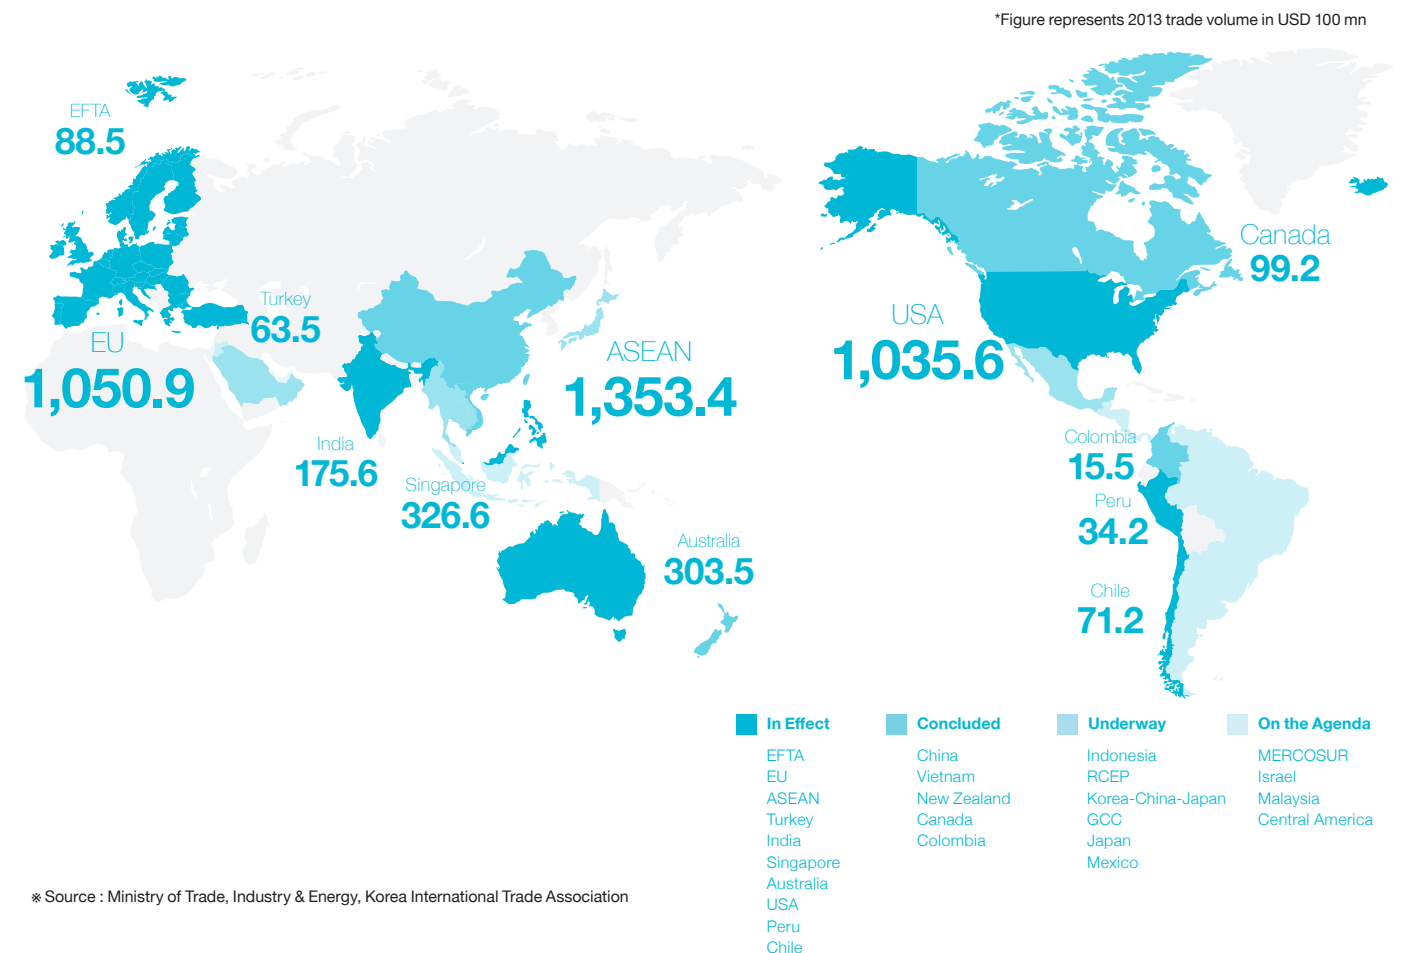 *Figure represents 2013 trade volume in USD 100 mn
EFTA
88.5
Turkey
63.5
EU
1,050.9
India
175.6
Singapore
326.6
ASEAN
1,353.4
Australia
303.5
Canada
99.2
USA
1,035.6
Colombia
15.5
Peru
34.2
Chile
71.2
In Effect
EFTA
EU
ASEAN
Turkey
India
Singapore
Australia
USA
Peru
Chile
Concluded
China
Vietnam
New Zealand
Canada
Colombia
Underway
Indonesia
RCEP
Korea-China-Japan
GCC
Japan
Mexico
On the Agenda
MERCOSUR
Israel
Malaysia
Central America
※ Source : Ministry of Trade, Industry & Energy, Korea International Trade Association